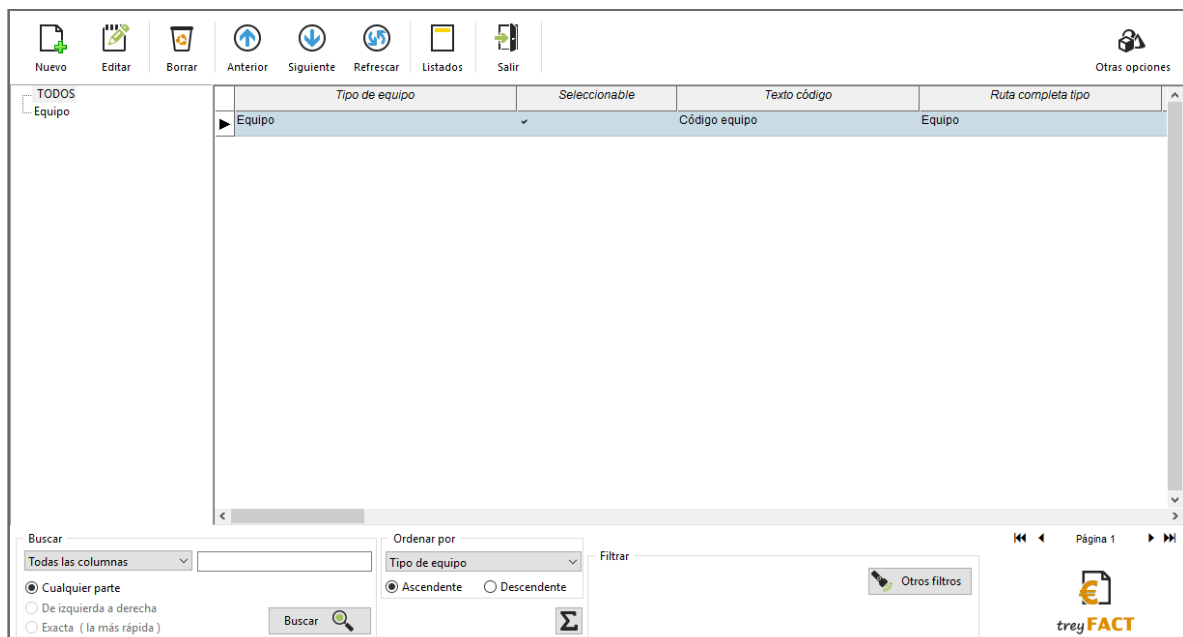 Nuevo Editar Borrar Anterior Siguiente Refrescar Listados Salir Otras opciones
TODOS
Equipo
Tipo de equipo Seleccionable Texto código Ruta completa tipo
Equipo Código equipo Equipo
Buscar
Todas las columnas
Cualquier parte
De izquierda a derecha
Exacta ( la más rápida )
Buscar
Ordenar por
Tipo de equipo
Ascendente Descendente
Σ
Filtrar
Otros filtros
Página 1
€
treyFACT